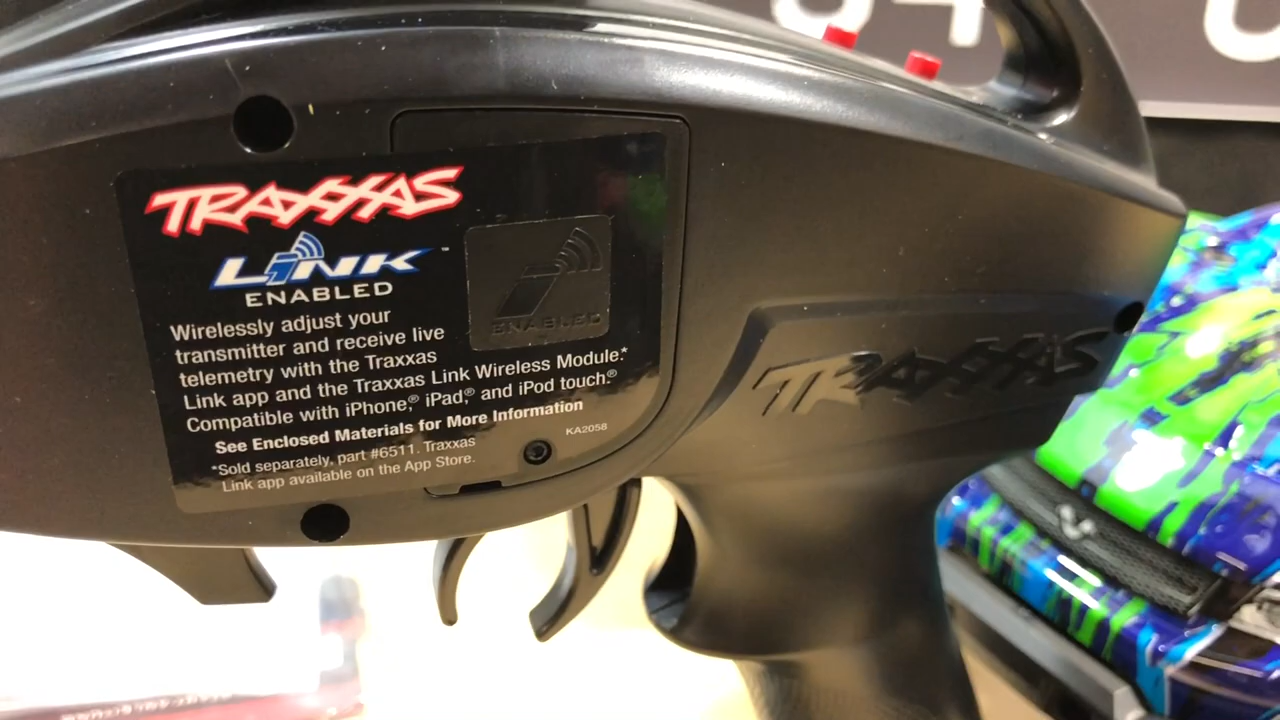 TRAXXAS
LiNK™
ENABLED
i
ENABLED
Wirelessly adjust your
transmitter and receive live
telemetry with the Traxxas
Link app and the Traxxas Link Wireless Module.*
Compatible with iPhone,® iPad,® and iPod touch.®
See Enclosed Materials for More Information
KA2058
*Sold separately, part #6511. Traxxas
Link app available on the App Store.
TRAXXAS